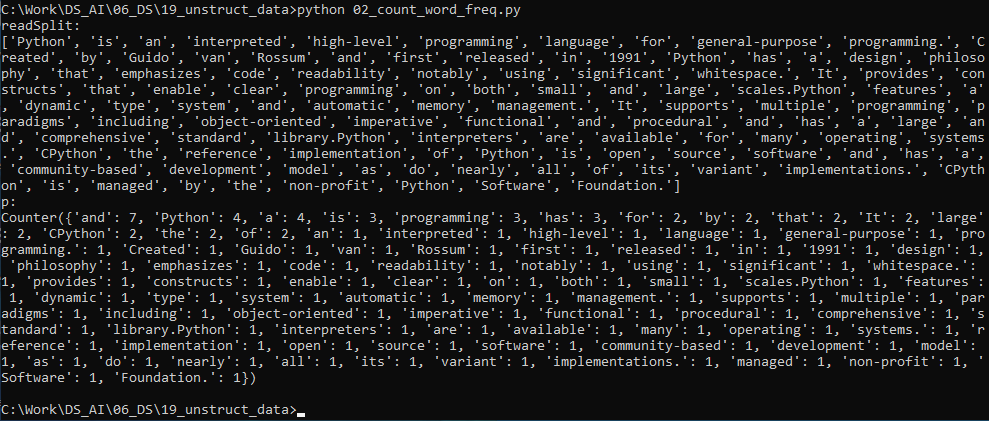 C:\Work\DS_AI\06_DS\19_unstruct_data>python 02_count_word_freq.py
readSplit:
['Python', 'is', 'an', 'interpreted', 'high-level', 'programming', 'language', 'for', 'general-purpose', 'programming.', 'C
reated', 'by', 'Guido', 'van', 'Rossum', 'and', 'first', 'released', 'in', '1991', 'Python', 'has', 'a', 'design', 'philoso
phy', 'that', 'emphasizes', 'code', 'readability', 'notably', 'using', 'significant', 'whitespace.', 'It', 'provides', 'con
structs', 'that', 'enable', 'clear', 'programming', 'on', 'both', 'small', 'and', 'large', 'scales.Python', 'features', 'a'
, 'dynamic', 'type', 'system', 'and', 'automatic', 'memory', 'management.', 'It', 'supports', 'multiple', 'programming', 'p
aradigms', 'including', 'object-oriented', 'imperative', 'functional', 'and', 'procedural', 'and', 'has', 'a', 'large', 'an
d', 'comprehensive', 'standard', 'library.Python', 'interpreters', 'are', 'available', 'for', 'many', 'operating', 'systems
.', 'CPython', 'the', 'reference', 'implementation', 'of', 'Python', 'is', 'open', 'source', 'software', 'and', 'has', 'a',
 'community-based', 'development', 'model', 'as', 'do', 'nearly', 'all', 'of', 'its', 'variant', 'implementations.', 'CPyth
on', 'is', 'managed', 'by', 'the', 'non-profit', 'Python', 'Software', 'Foundation.']
p:
Counter({'and': 7, 'Python': 4, 'a': 4, 'is': 3, 'programming': 3, 'has': 3, 'for': 2, 'by': 2, 'that': 2, 'It': 2, 'large'
: 2, 'CPython': 2, 'the': 2, 'of': 2, 'an': 1, 'interpreted': 1, 'high-level': 1, 'language': 1, 'general-purpose': 1, 'pro
gramming.': 1, 'Created': 1, 'Guido': 1, 'van': 1, 'Rossum': 1, 'first': 1, 'released': 1, 'in': 1, '1991': 1, 'design': 1,
 'philosophy': 1, 'emphasizes': 1, 'code': 1, 'readability': 1, 'notably': 1, 'using': 1, 'significant': 1, 'whitespace.':
1, 'provides': 1, 'constructs': 1, 'enable': 1, 'clear': 1, 'on': 1, 'both': 1, 'small': 1, 'scales.Python': 1, 'features':
 1, 'dynamic': 1, 'type': 1, 'system': 1, 'automatic': 1, 'memory': 1, 'management.': 1, 'supports': 1, 'multiple': 1, 'par
adigms': 1, 'including': 1, 'object-oriented': 1, 'imperative': 1, 'functional': 1, 'procedural': 1, 'comprehensive': 1, 's
tandard': 1, 'library.Python': 1, 'interpreters': 1, 'are': 1, 'available': 1, 'many': 1, 'operating': 1, 'systems.': 1, 'r
eference': 1, 'implementation': 1, 'open': 1, 'source': 1, 'software': 1, 'community-based': 1, 'development': 1, 'model':
1, 'as': 1, 'do': 1, 'nearly': 1, 'all': 1, 'its': 1, 'variant': 1, 'implementations.': 1, 'managed': 1, 'non-profit': 1, '
Software': 1, 'Foundation.': 1})
C:\Work\DS_AI\06_DS\19_unstruct_data>